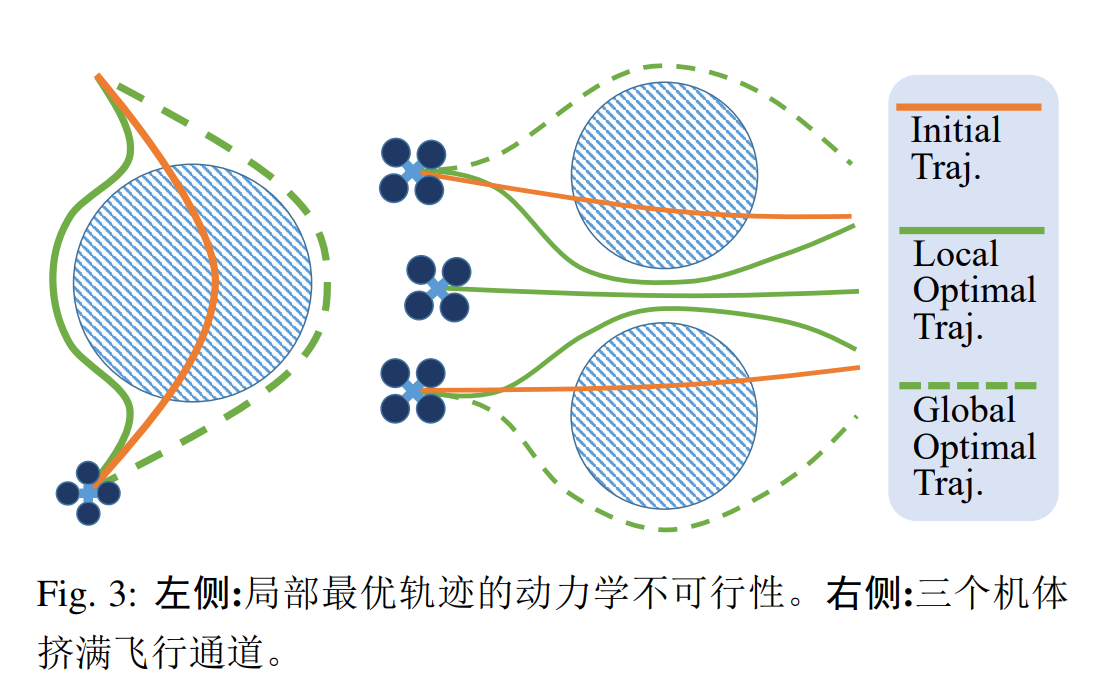 Initial
Traj.
Local
Optimal
Traj.
Global
Optimal
Traj.
Fig. 3: 左侧:局部最优轨迹的动力学不可行性。右侧:三个机体
挤满飞行通道。